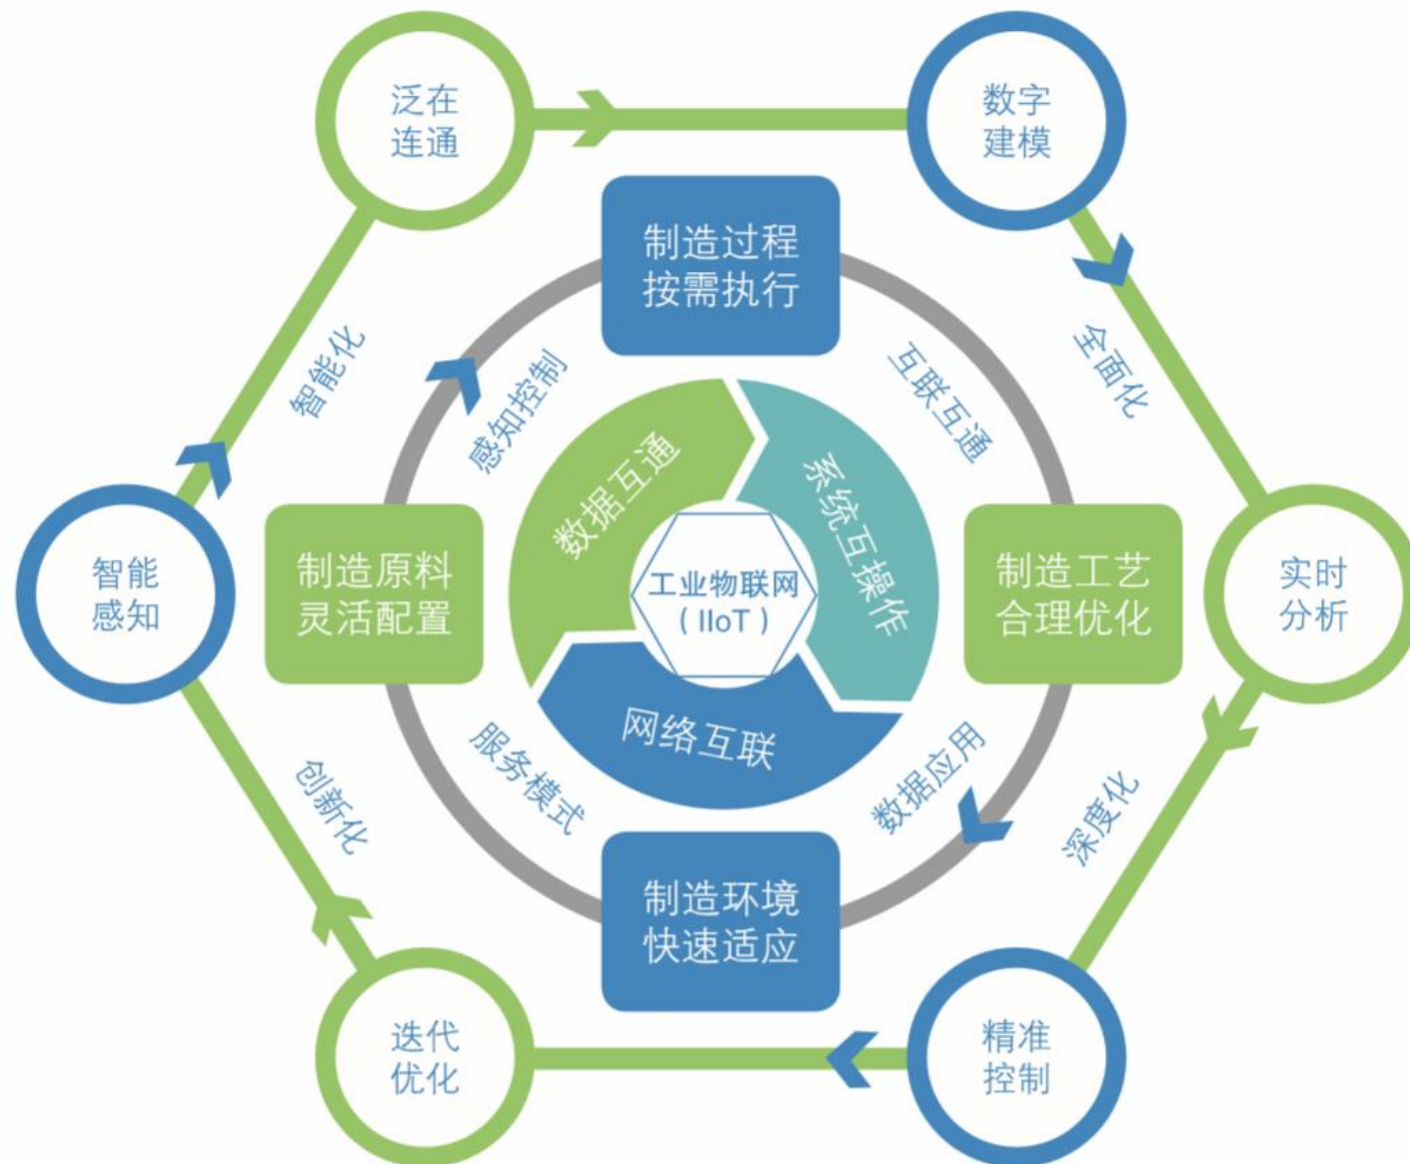 泛在
连通
数字
建模
制造过程
按需执行
智能化
感知控制
互联互通
全面化
数据互通
系统互操作
智能
感知
制造原料
灵活配置
工业物联网
（IIoT）
制造工艺
合理优化
实时
分析
网络互联
创新化
服务模式
数据应用
深度化
制造环境
快速适应
迭代
优化
精准
控制